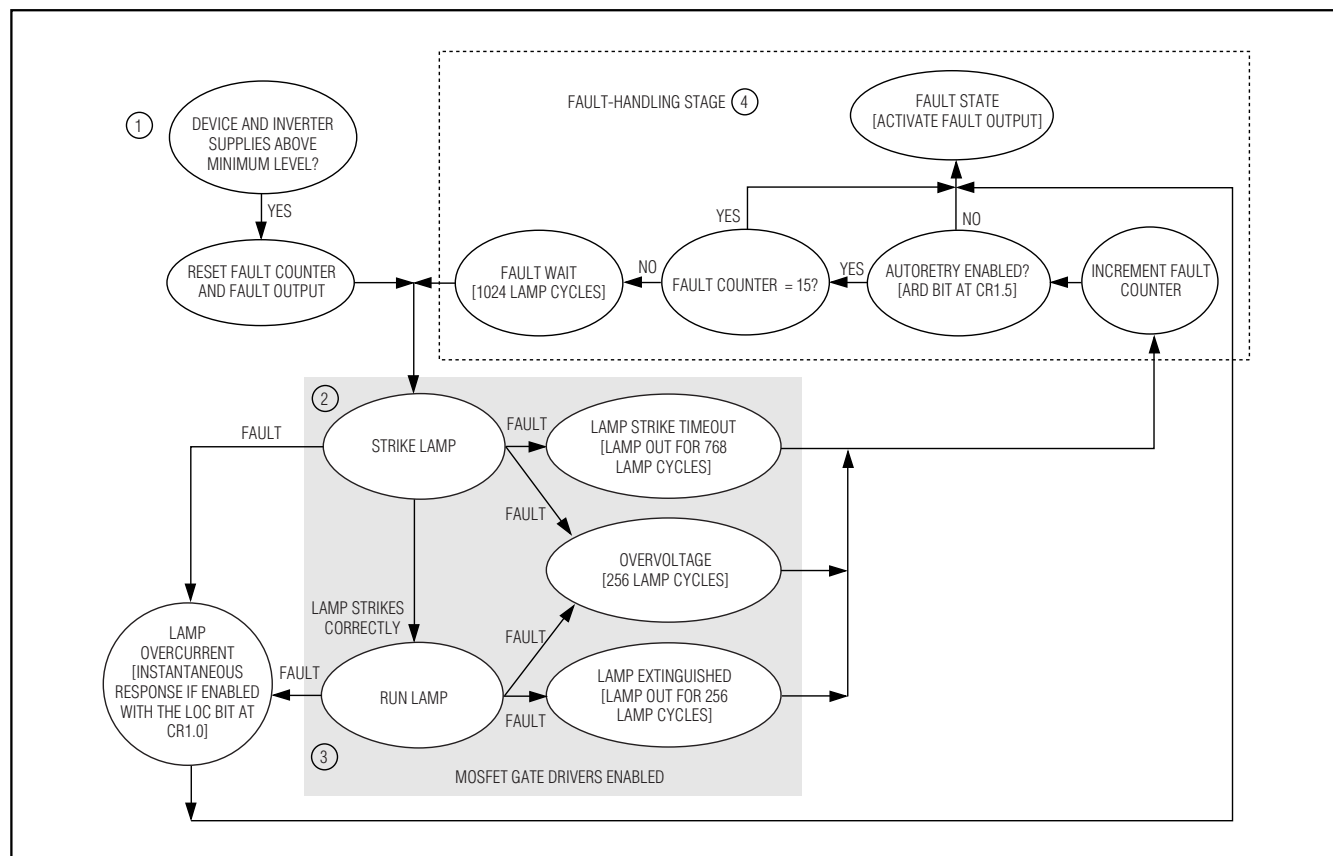 FAULT-HANDLING STAGE 4
FAULT STATE
[ACTIVATE FAULT OUTPUT]
1
DEVICE AND INVERTER
SUPPLIES ABOVE
MINIMUM LEVEL?
YES
RESET FAULT COUNTER
AND FAULT OUTPUT
FAULT WAIT
[1024 LAMP CYCLES]
NO
YES
FAULT COUNTER = 15?
YES
NO
AUTORETRY ENABLED?
[ARD BIT AT CR1.5]
INCREMENT FAULT
COUNTER
2
FAULT
STRIKE LAMP
FAULT
LAMP STRIKE TIMEOUT
[LAMP OUT FOR 768
LAMP CYCLES]
FAULT
OVERVOLTAGE
[256 LAMP CYCLES]
LAMP STRIKES
CORRECTLY
FAULT
LAMP
OVERCURRENT
[INSTANTANEOUS
RESPONSE IF ENABLED
WITH THE LOC BIT AT
CR1.0]
FAULT
RUN LAMP
FAULT
LAMP EXTINGUISHED
[LAMP OUT FOR 256
LAMP CYCLES]
3
MOSFET GATE DRIVERS ENABLED